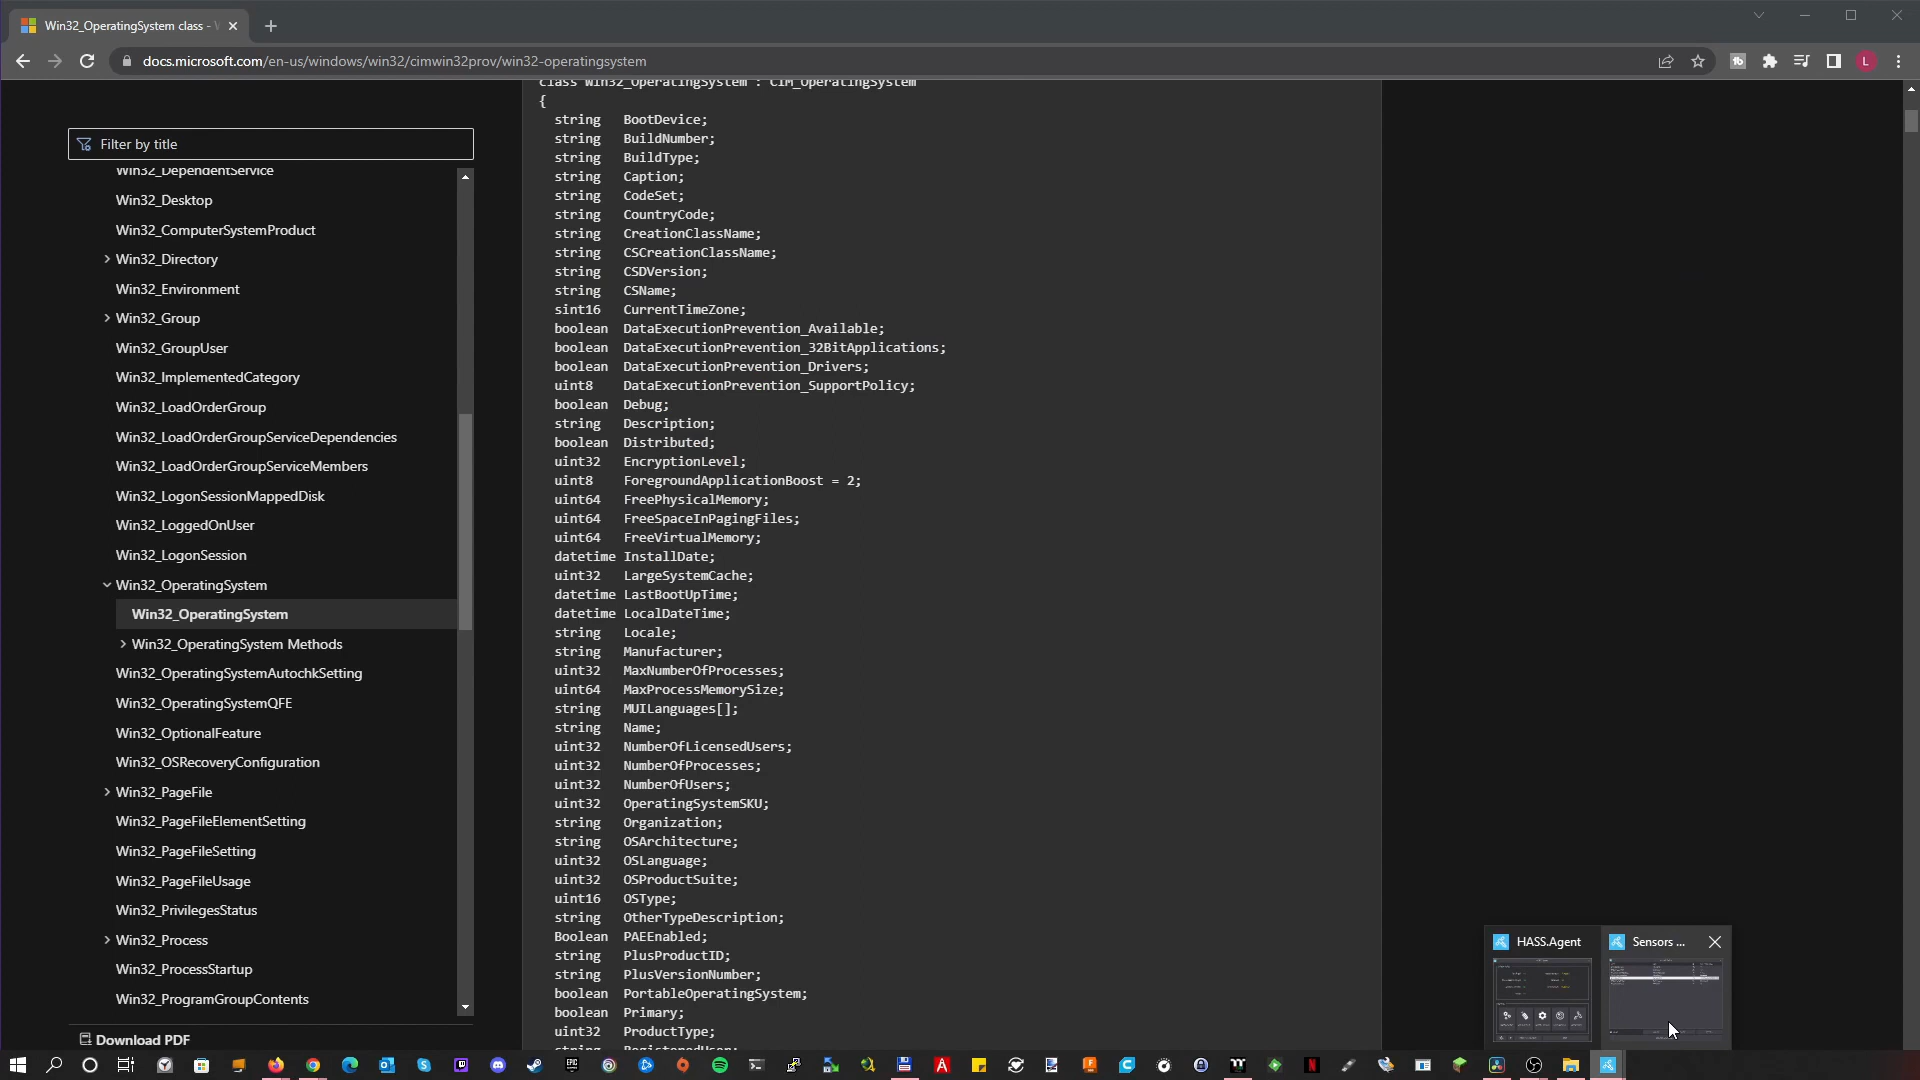 Win32_OperatingSystem class - W
docs.microsoft.com/en-us/windows/win32/cimwin32prov/win32-operatingsystem
L
Filter by title
Win32_DependentService
Win32_Desktop
Win32_ComputerSystemProduct
Win32_Directory
Win32_Environment
Win32_Group
Win32_GroupUser
Win32_ImplementedCategory
Win32_LoadOrderGroup
Win32_LoadOrderGroupServiceDependencies
Win32_LoadOrderGroupServiceMembers
Win32_LogonSessionMappedDisk
Win32_LoggedOnUser
Win32_LogonSession
Win32_OperatingSystem
Win32_OperatingSystem
Win32_OperatingSystem Methods
Win32_OperatingSystemAutochkSetting
Win32_OperatingSystemQFE
Win32_OptionalFeature
Win32_OSRecoveryConfiguration
Win32_PageFile
Win32_PageFileElementSetting
Win32_PageFileSetting
Win32_PageFileUsage
Win32_PrivilegesStatus
Win32_Process
Win32_ProcessStartup
Win32_ProgramGroupContents
Download PDF
class Win32_OperatingSystem : CIM_OperatingSystem
{
string BootDevice;
string BuildNumber;
string BuildType;
string Caption;
string CodeSet;
string CountryCode;
string CreationClassName;
string CSCreationClassName;
string CSDVersion;
string CSName;
sint16 CurrentTimeZone;
boolean DataExecutionPrevention_Available;
boolean DataExecutionPrevention_32BitApplications;
boolean DataExecutionPrevention_Drivers;
uint8 DataExecutionPrevention_SupportPolicy;
boolean Debug;
string Description;
boolean Distributed;
uint32 EncryptionLevel;
uint8 ForegroundApplicationBoost = 2;
uint64 FreePhysicalMemory;
uint64 FreeSpaceInPagingFiles;
uint64 FreeVirtualMemory;
datetime InstallDate;
uint32 LargeSystemCache;
datetime LastBootUpTime;
datetime LocalDateTime;
string Locale;
string Manufacturer;
uint32 MaxNumberOfProcesses;
uint64 MaxProcessMemorySize;
string MUILanguages[];
string Name;
uint32 NumberOfLicensedUsers;
uint32 NumberOfProcesses;
uint32 NumberOfUsers;
uint32 OperatingSystemSKU;
string Organization;
string OSArchitecture;
uint32 OSLanguage;
uint32 OSProductSuite;
uint16 OSType;
string OtherTypeDescription;
Boolean PAEEnabled;
string PlusProductID;
string PlusVersionNumber;
boolean PortableOperatingSystem;
boolean Primary;
uint32 ProductType;
string RegisteredUser;
HASS.Agent
Sensors ...